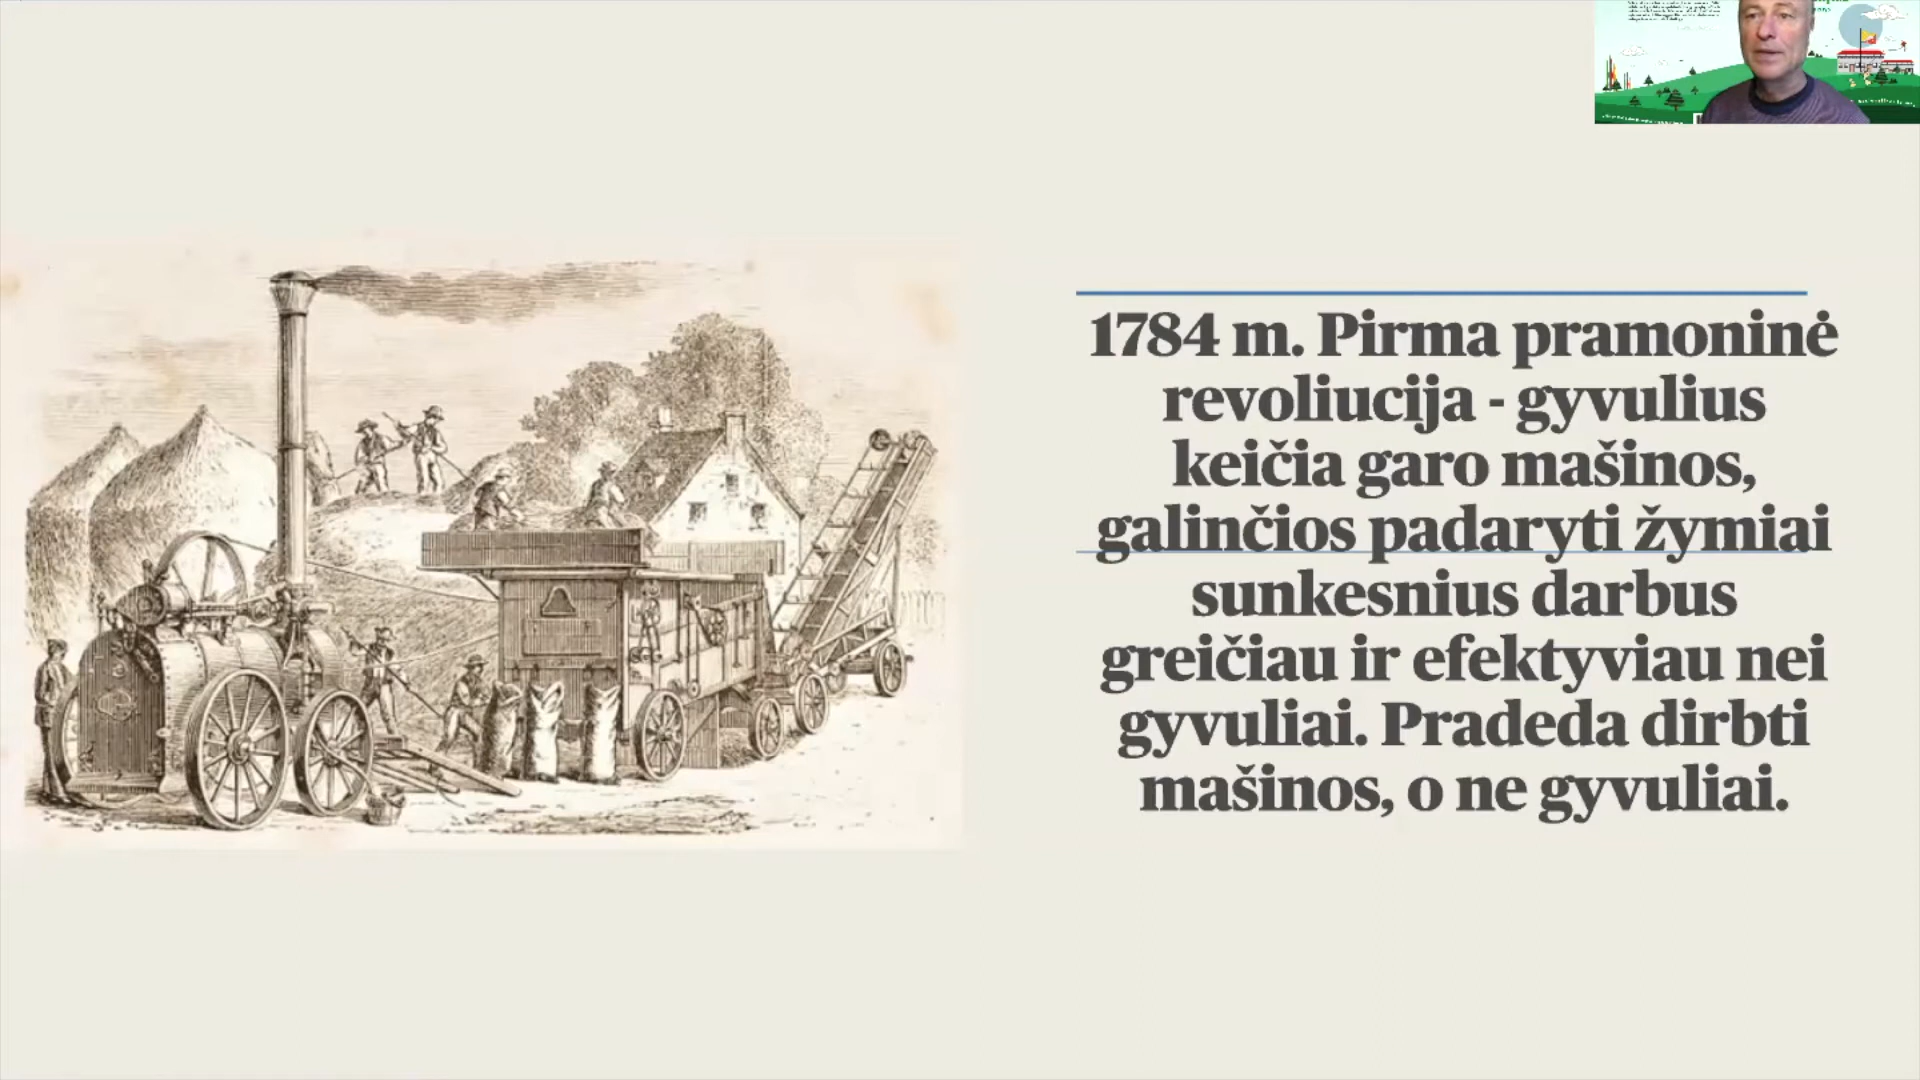 1784 m. Pirma pramoninė
revoliucija - gyvulius
keičia garo mašinos,
galinčios padaryti žymiai
sunkesnius darbus
greičiau ir efektyviau nei
gyvuliai. Pradeda dirbti
mašinos, o ne gyvuliai.